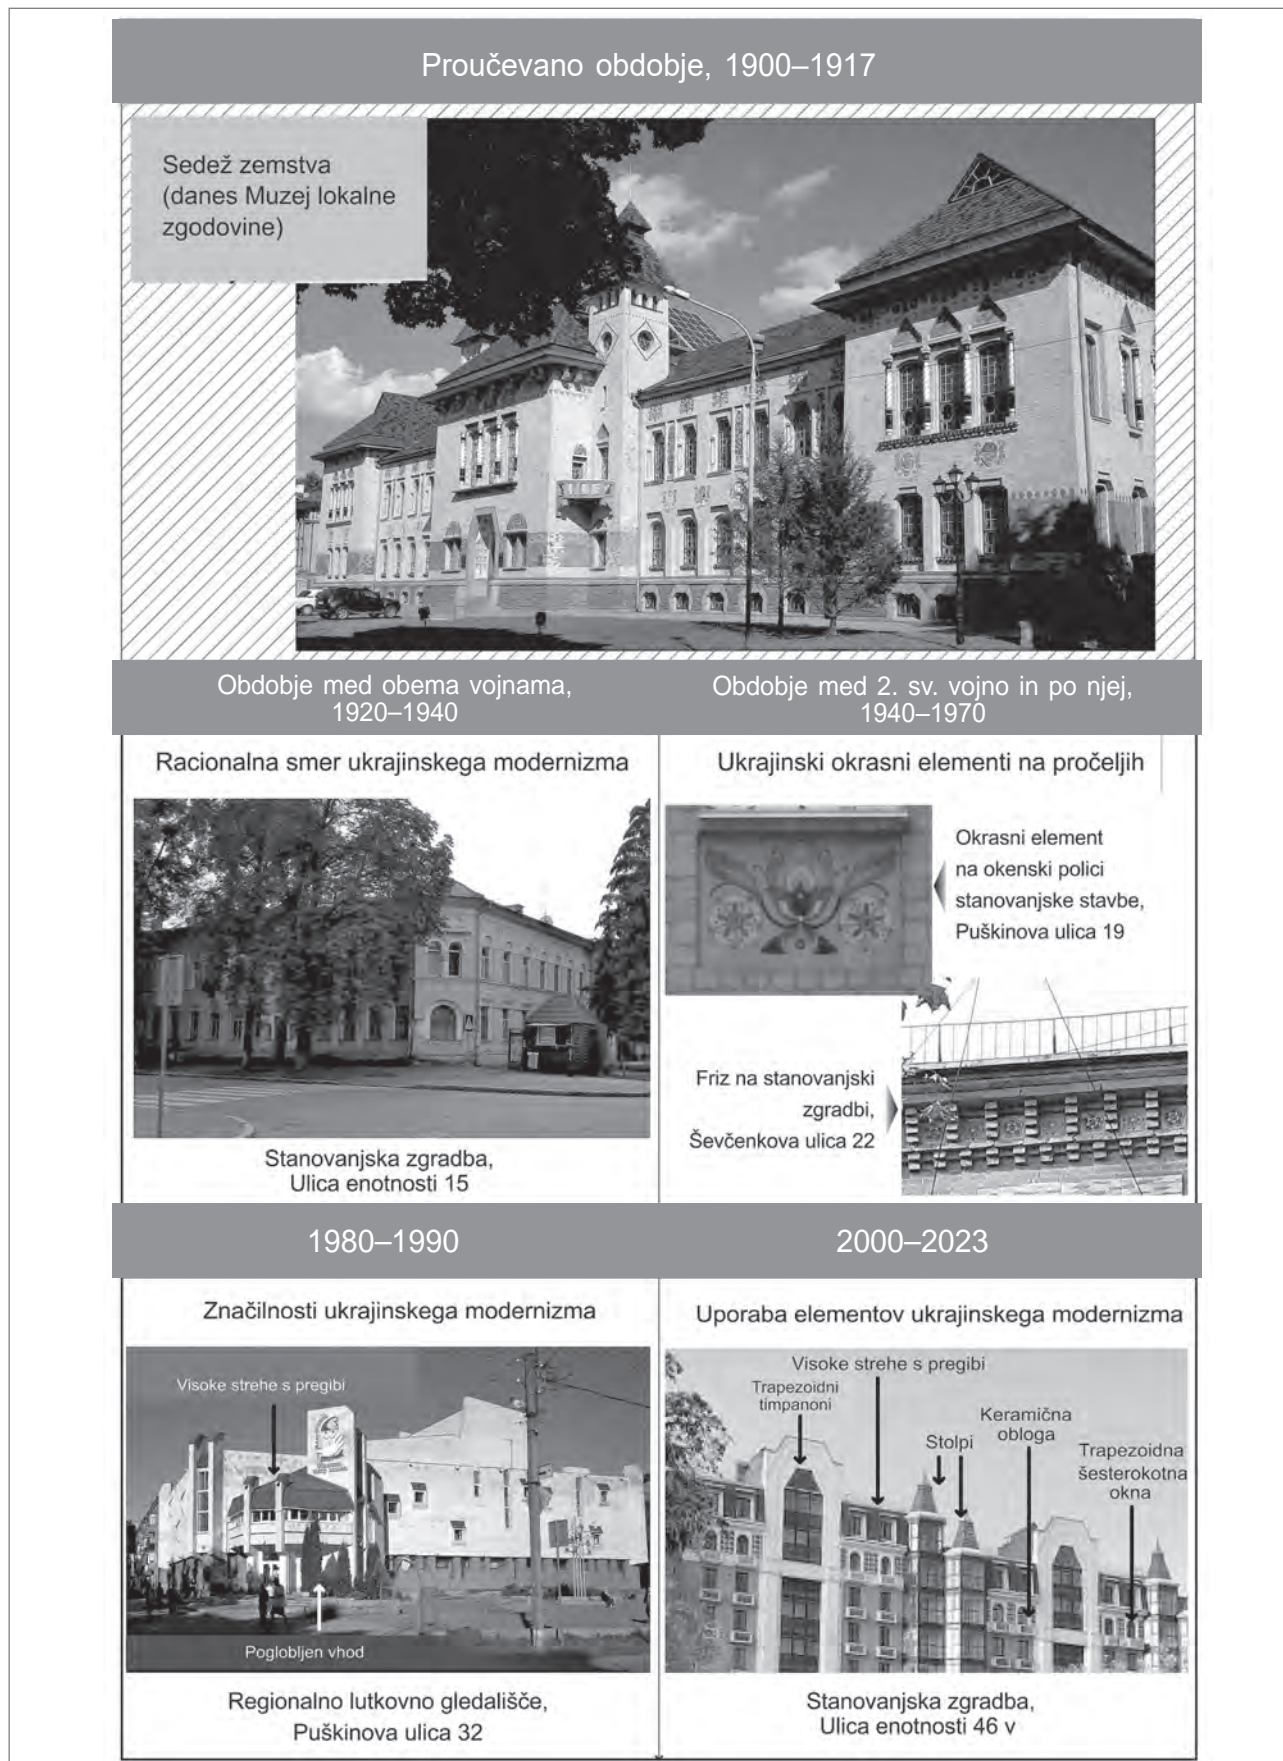 Proučevano obdobje, 1900–1917
Sedež zemstva
(danes Muzej lokalne
zgodovine)
Obdobje med obema vojnama,
1920–1940
Obdobje med 2. sv. vojno in po njej,
1940–1970
Racionalna smer ukrajinskega modernizma
Stanovanjska zgradba,
Ulica enotnosti 15
Ukrajinski okrasni elementi na pročeljih
Okrasni element
na okenski polici
stanovanjske stavbe,
Puškinova ulica 19
Friz na stanovanjski
zgradbi,
Ševčenkova ulica 22
1980–1990
2000–2023
Značilnosti ukrajinskega modernizma
Visoke strehe s pregibi
Poglobljen vhod
Regionalno lutkovno gledališče,
Puškinova ulica 32
Uporaba elementov ukrajinskega modernizma
Visoke strehe s pregibi
Trapezoidni
timpanoni
Stolpi
Keramična
obloga
Trapezoidna
šesterokotna
okna
Stanovanjska zgradba,
Ulica enotnosti 46 v